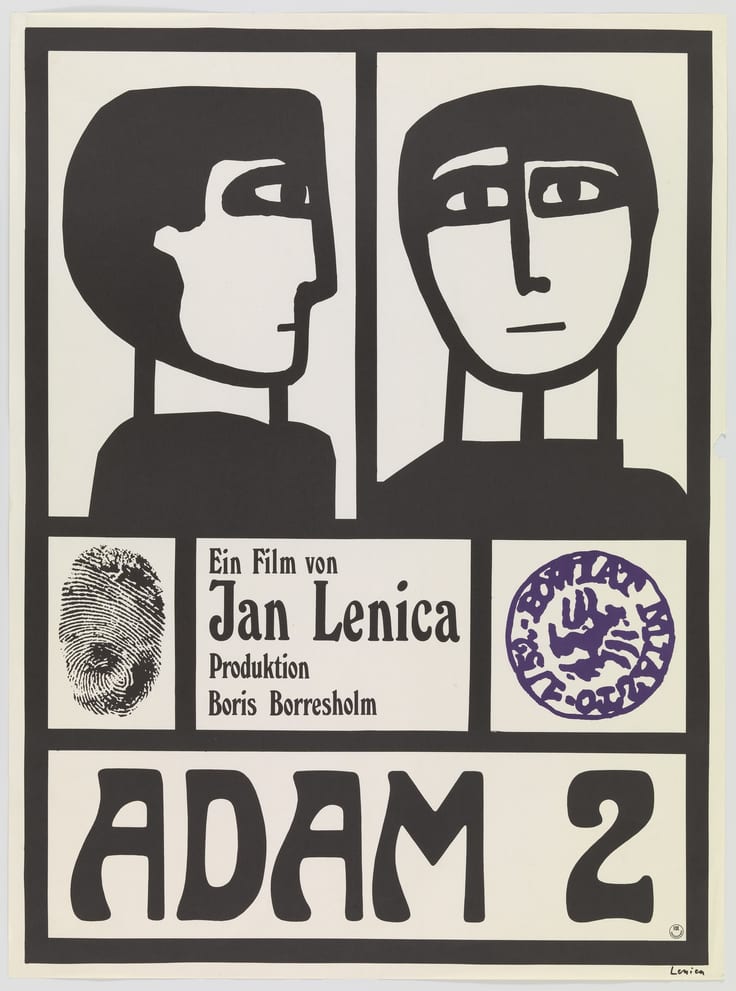 Ein Film von
Jan Lenica
Produktion
Boris Borresholm
ADAM 2
Lenica